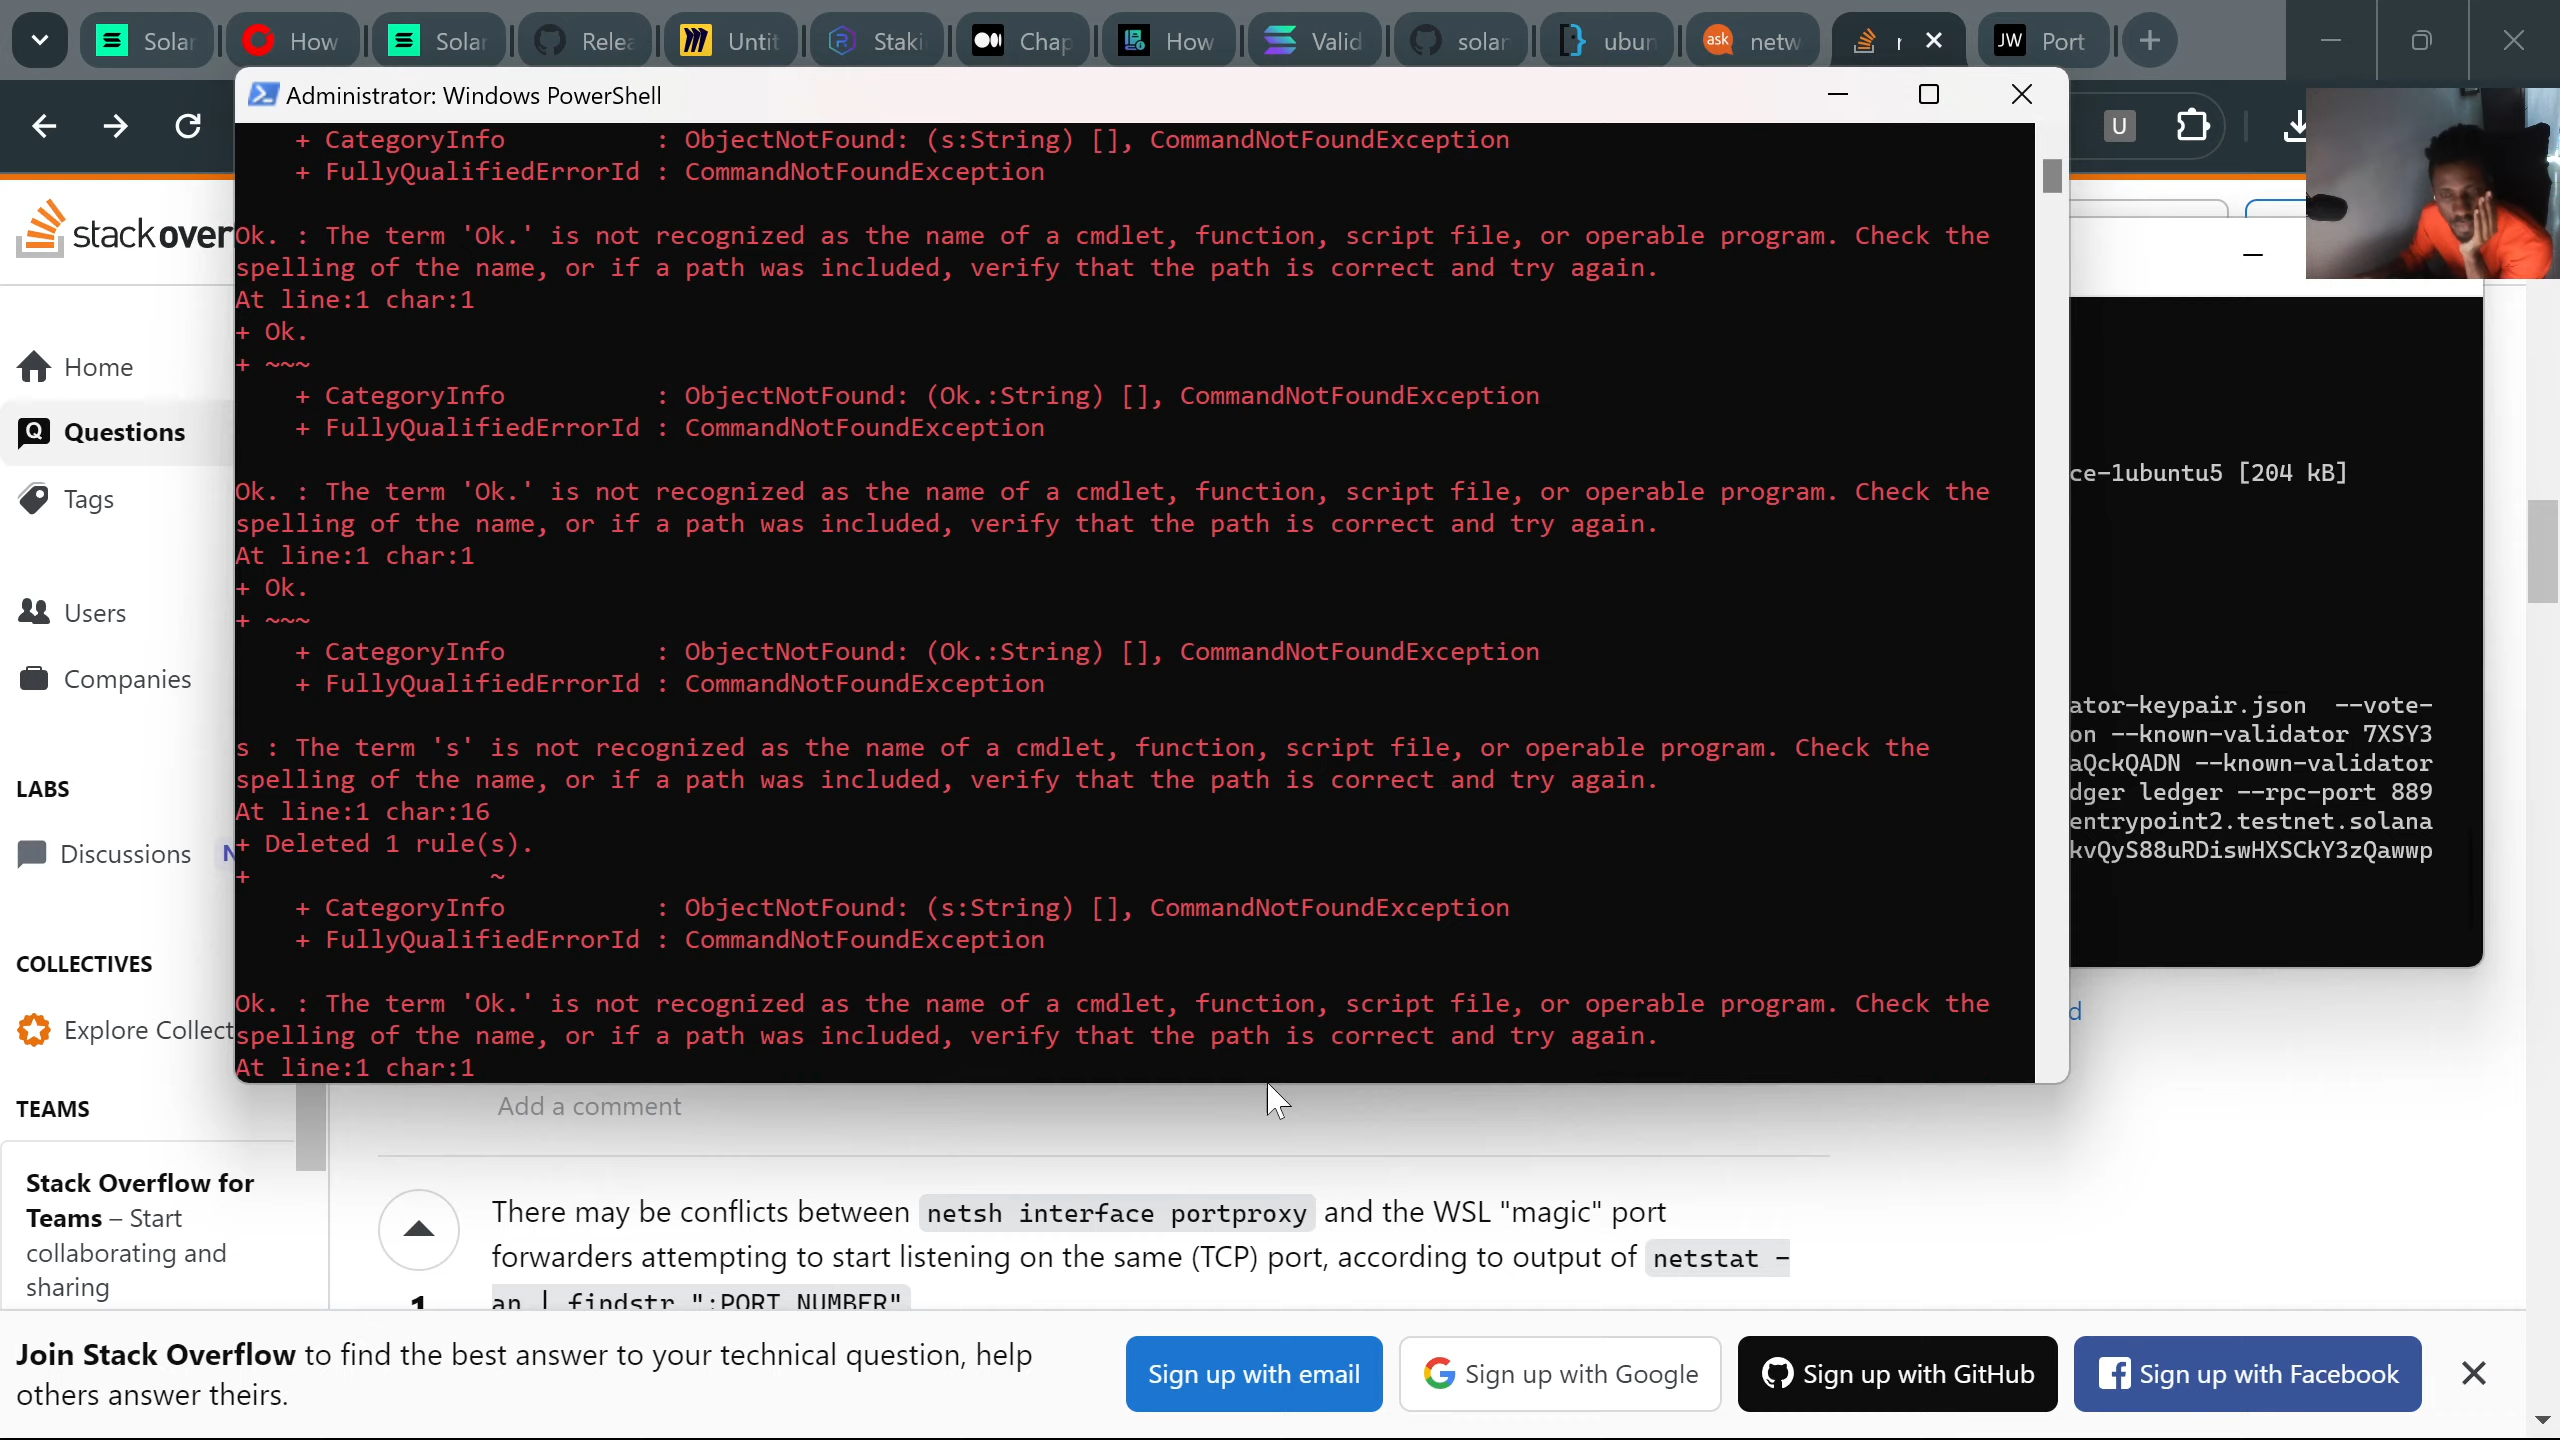 Solar
How
Solar
Relea
Untit
Staki
Chap
How
Valid
solar
ubun
ask
netw
JW
Port
U
Administrator: Windows PowerShell
+ CategoryInfo          : ObjectNotFound: (s:String) [], CommandNotFoundException
+ FullyQualifiedErrorId : CommandNotFoundException
Ok. : The term 'Ok.' is not recognized as the name of a cmdlet, function, script file, or operable program. Check the
spelling of the name, or if a path was included, verify that the path is correct and try again.
At line:1 char:1
+ Ok.
+ ~~~
+ CategoryInfo          : ObjectNotFound: (Ok.:String) [], CommandNotFoundException
+ FullyQualifiedErrorId : CommandNotFoundException
Ok. : The term 'Ok.' is not recognized as the name of a cmdlet, function, script file, or operable program. Check the
spelling of the name, or if a path was included, verify that the path is correct and try again.
At line:1 char:1
+ Ok.
+ ~~~
+ CategoryInfo          : ObjectNotFound: (Ok.:String) [], CommandNotFoundException
+ FullyQualifiedErrorId : CommandNotFoundException
s : The term 's' is not recognized as the name of a cmdlet, function, script file, or operable program. Check the
spelling of the name, or if a path was included, verify that the path is correct and try again.
At line:1 char:16
+ Deleted 1 rule(s).
+                ~
+ CategoryInfo          : ObjectNotFound: (s:String) [], CommandNotFoundException
+ FullyQualifiedErrorId : CommandNotFoundException
Ok. : The term 'Ok.' is not recognized as the name of a cmdlet, function, script file, or operable program. Check the
spelling of the name, or if a path was included, verify that the path is correct and try again.
At line:1 char:1
stack over
Home
Questions
Tags
Users
Companies
LABS
Discussions N
COLLECTIVES
Explore Collect
TEAMS
Stack Overflow for
Teams – Start
collaborating and
sharing
ce-1ubuntu5 [204 kB]
ator-keypair.json  --vote-
on --known-validator 7XSY3
aQckQADN --known-validator
dger ledger --rpc-port 889
entrypoint2.testnet.solana
kvQyS88uRDiswHXSCkY3zQawwp
d
Add a comment
There may be conflicts between netsh interface portproxy and the WSL "magic" port
forwarders attempting to start listening on the same (TCP) port, according to output of netstat -
1
an | findstr ":PORT_NUMBER"
Join Stack Overflow to find the best answer to your technical question, help
others answer theirs.
Sign up with email
Sign up with Google
Sign up with GitHub
Sign up with Facebook